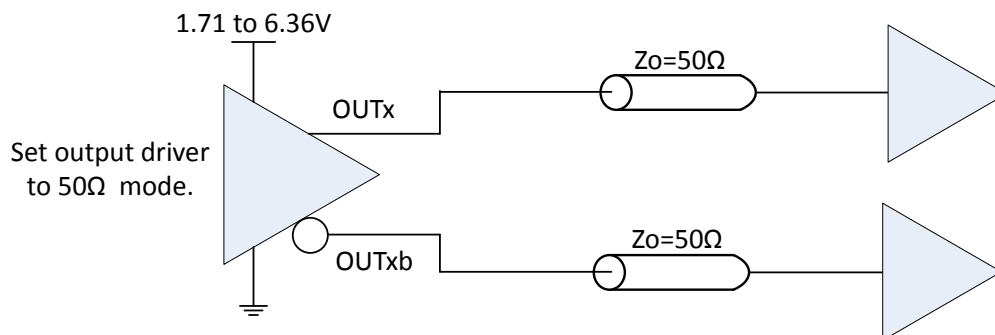 1.71 to 6.36V
Zo=50Ω
OUTx
Set output driver
to 50Ω mode.
Zo=50Ω
OUTxb